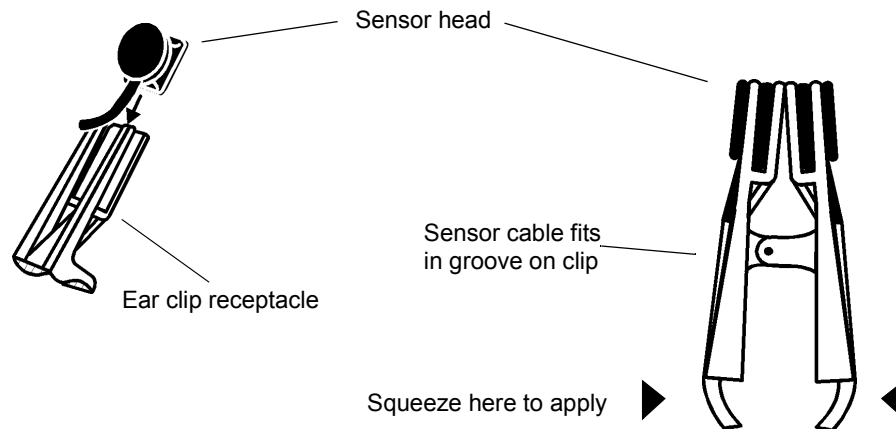 Sensor head
Sensor cable fits
in groove on clip
Ear clip receptacle
Squeeze here to apply